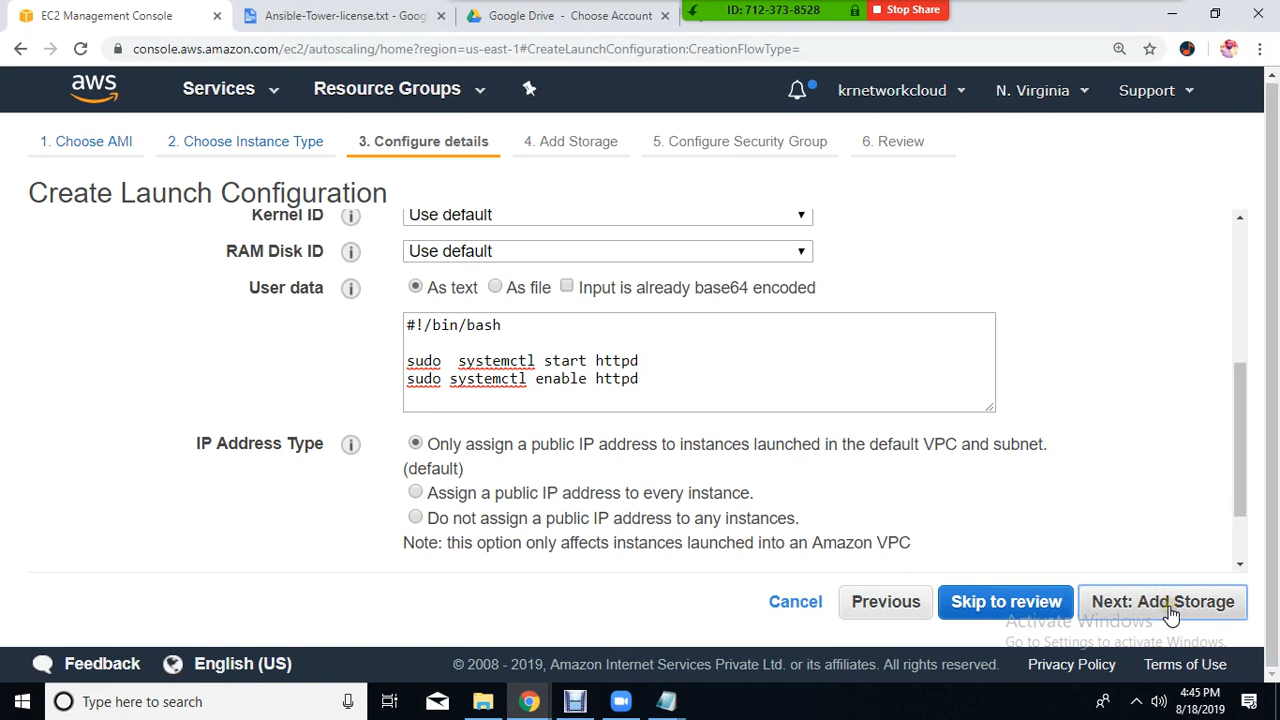 EC2 Management Console
Ansible-Tower-license.txt - Goog
Google Drive - Choose Account
ID: 712-373-8528
Stop Share
console.aws.amazon.com/ec2/autoscaling/home?region=us-east-1#CreateLaunchConfiguration:CreationFlowType=
aws
Services
Resource Groups
krnetworkcloud
N. Virginia
Support
1. Choose AMI
2. Choose Instance Type
3. Configure details
4. Add Storage
5. Configure Security Group
6. Review
Create Launch Configuration
Kernel ID
Use default
RAM Disk ID
Use default
User data
As text
As file
Input is already base64 encoded
#!/bin/bash
sudo  systemctl start httpd
sudo systemctl enable httpd
IP Address Type
Only assign a public IP address to instances launched in the default VPC and subnet.
(default)
Assign a public IP address to every instance.
Do not assign a public IP address to any instances.
Note: this option only affects instances launched into an Amazon VPC
Cancel
Previous
Skip to review
Next: Add Storage
Activate Windows
Go to Settings to activate Windows.
Feedback
English (US)
© 2008 - 2019, Amazon Internet Services Private Ltd. or its affiliates. All rights reserved.
Privacy Policy
Terms of Use
Type here to search
4:45 PM
8/18/2019